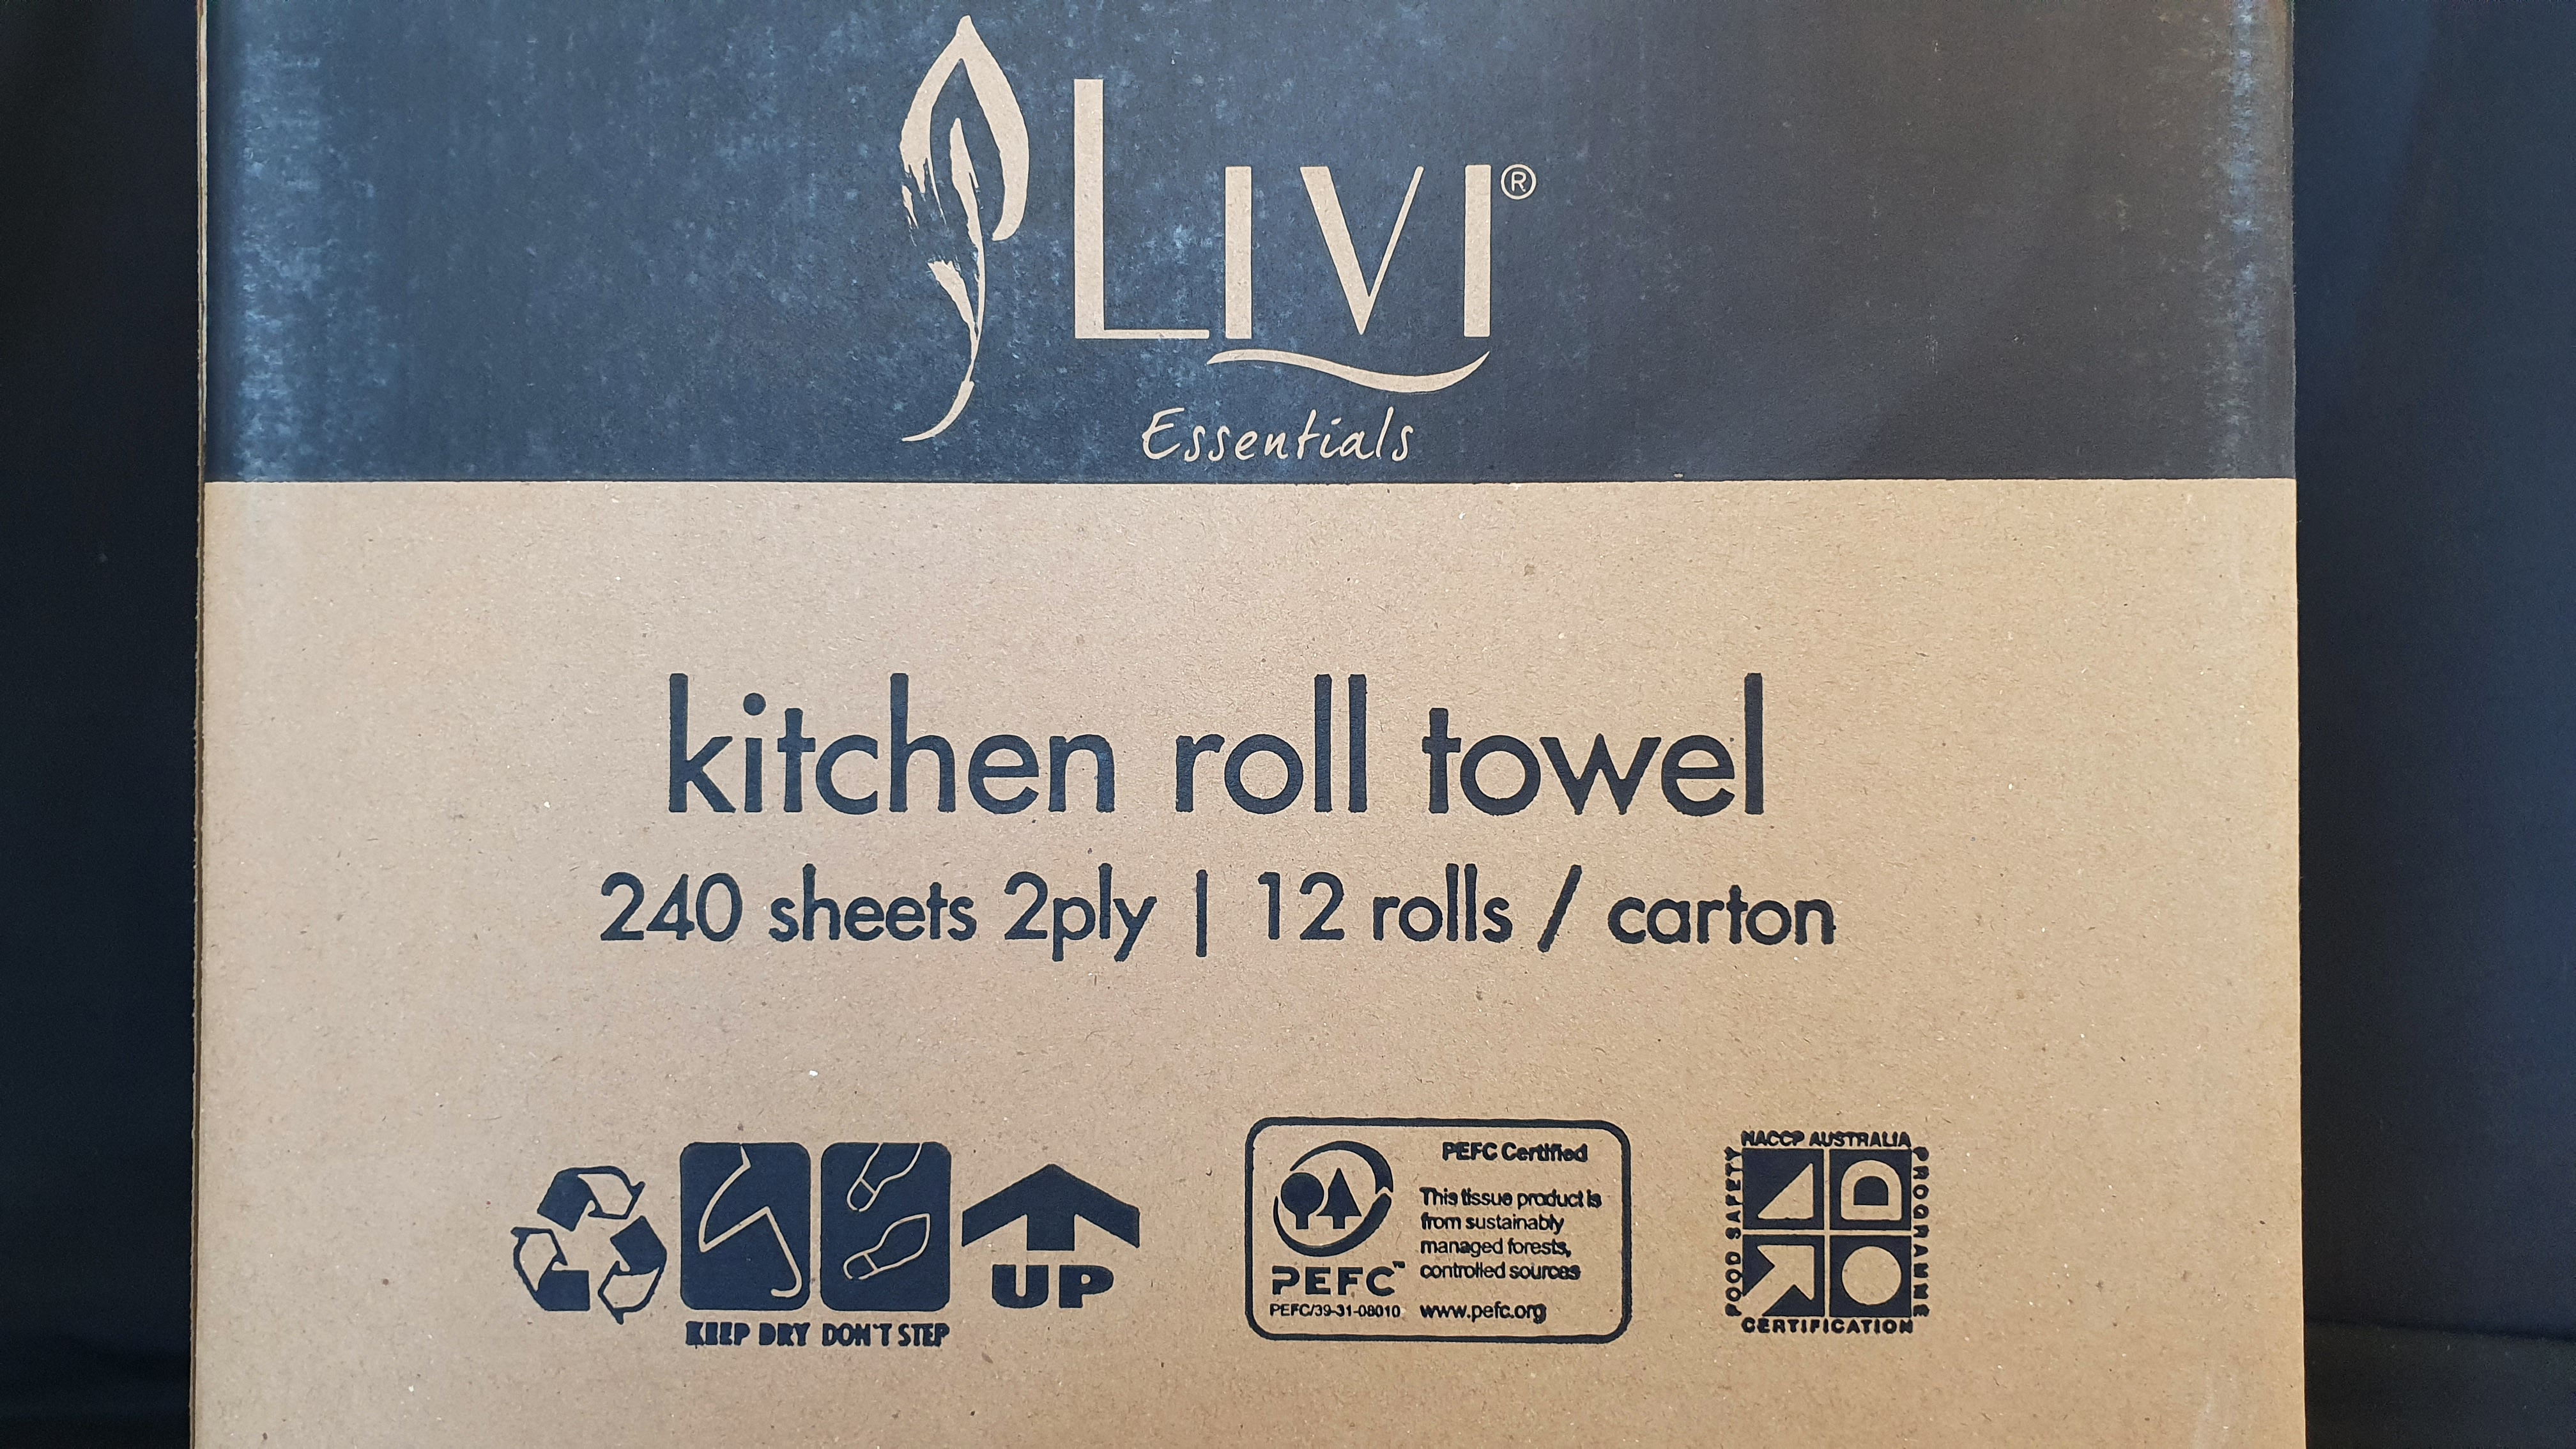 LIVI®
Essentials
kitchen roll towel
240 sheets 2ply | 12 rolls / carton
KEEP DRY DON'T STEP
UP
PEFC Certified
This tissue product is
from sustainably
managed forests,
controlled sources
www.pefc.org
PEFC™
PEFC/39-31-08010
HACCP AUSTRALIA
FOOD SAFETY
PROGRAMME
CERTIFICATION